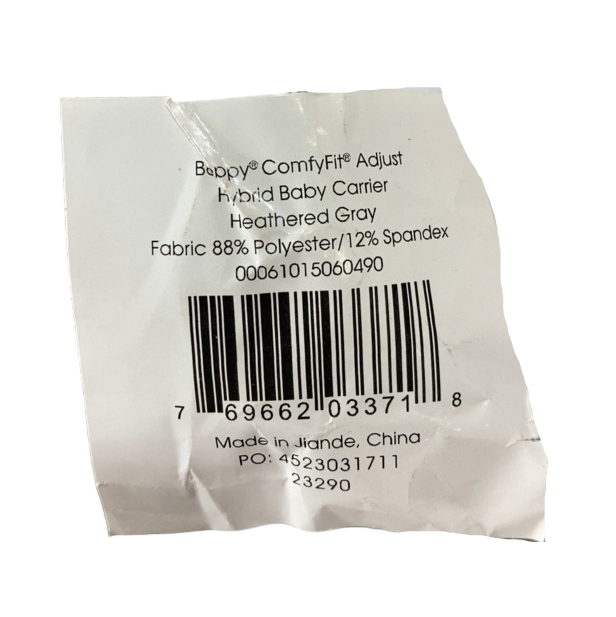 Boppy® ComfyFit® Adjust
Hybrid Baby Carrier
Heathered Gray
Fabric 88% Polyester/12% Spandex
00061015060490
7 69662 03371 8
Made in Jiande, China
PO: 4523031711
23290